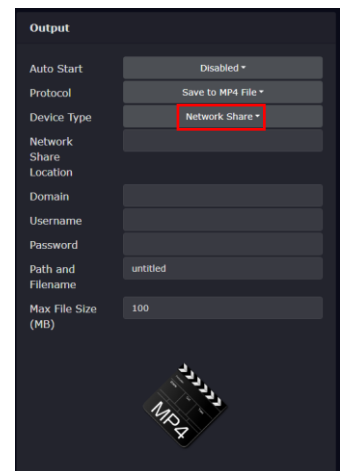 Output
Auto Start
Disabled
Protocol
Save to MP4 File
Device Type
Network Share
Network
Share
Location
Domain
Username
Password
Path and
Filename
untitled
Max File Size
(MB)
100
MP4